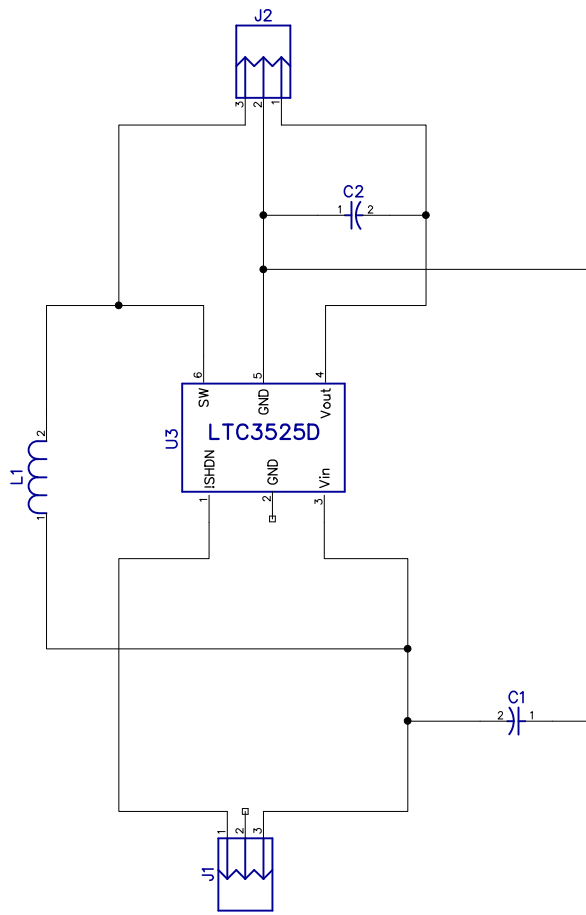 J2
3 2 1
C2
1 2
6 5 4
SW GND Vout
U3 LTC3525D
!SHDN GND Vin
1 2 3
2
L1
1
C1
2 1
1 2 3
J1